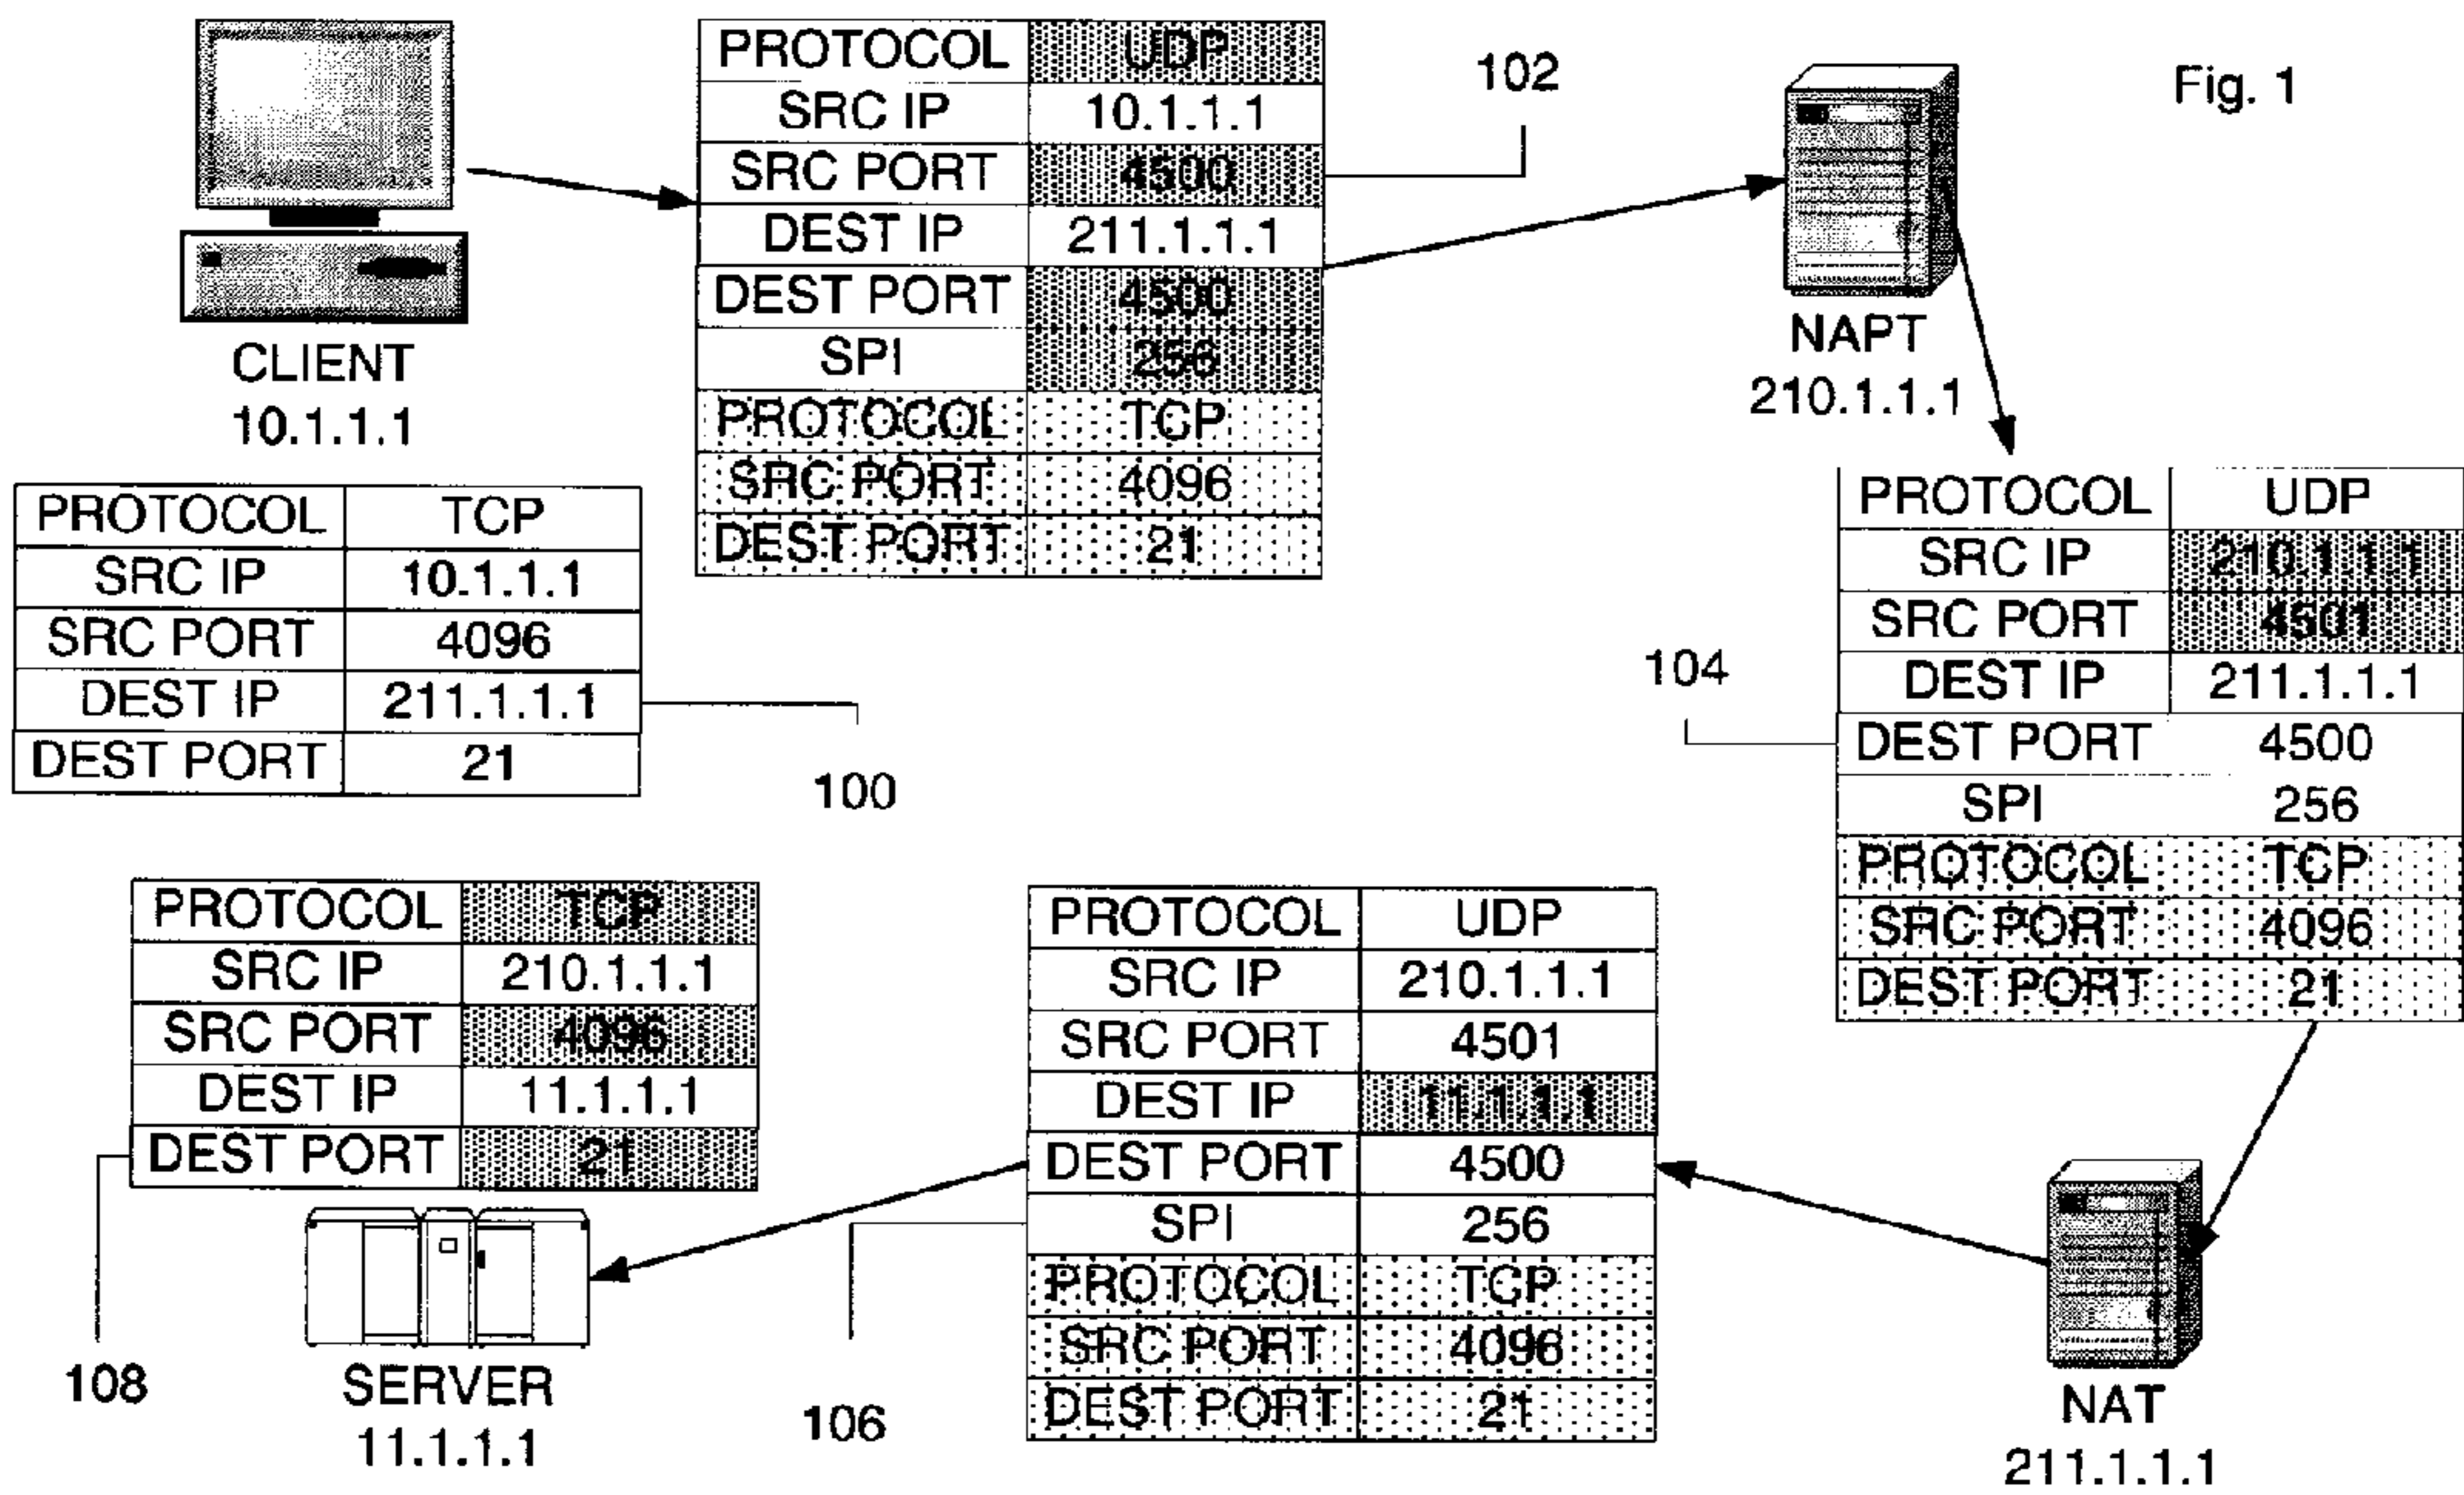 Fig. 1
CLIENT
10.1.1.1
PROTOCOL TCP
SRC IP 10.1.1.1
SRC PORT 4096
DEST IP 211.1.1.1
DEST PORT 21
100
PROTOCOL UDP
SRC IP 10.1.1.1
SRC PORT 4500
DEST IP 211.1.1.1
DEST PORT 4500
SPI 256
PROTOCOL TCP
SRC PORT 4096
DEST PORT 21
102
NAPT
210.1.1.1
PROTOCOL UDP
SRC IP 210.1.1.1
SRC PORT 4501
DEST IP 211.1.1.1
DEST PORT 4500
SPI 256
PROTOCOL TCP
SRC PORT 4096
DEST PORT 21
104
NAT
211.1.1.1
PROTOCOL UDP
SRC IP 210.1.1.1
SRC PORT 4501
DEST IP 11.1.1.1
DEST PORT 4500
SPI 256
PROTOCOL TCP
SRC PORT 4096
DEST PORT 21
106
PROTOCOL TCP
SRC IP 210.1.1.1
SRC PORT 4096
DEST IP 11.1.1.1
DEST PORT 21
108
SERVER
11.1.1.1